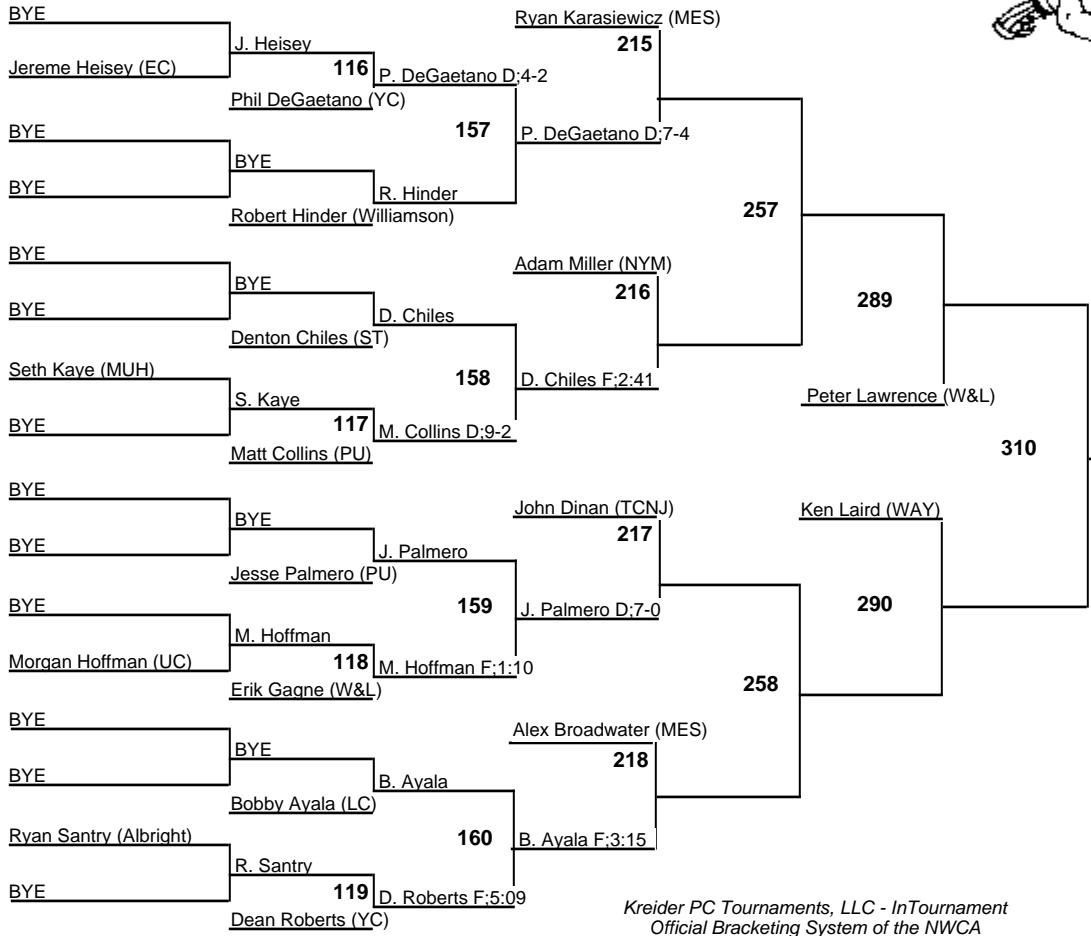 BYE
Jereme Heisey (EC)
J. Heisey
116
Phil DeGaetano (YC)
P. DeGaetano D;4-2
157
BYE
BYE
BYE
Robert Hinder (Williamson)
R. Hinder
Ryan Karasiewicz (MES)
215
P. DeGaetano D;7-4
257
BYE
BYE
BYE
Denton Chiles (ST)
D. Chiles
158
Seth Kaye (MUH)
BYE
S. Kaye
117
Matt Collins (PU)
M. Collins D;9-2
Adam Miller (NYM)
216
D. Chiles F;2:41
289
Peter Lawrence (W&L)
310
BYE
BYE
BYE
Jesse Palmero (PU)
J. Palmero
159
BYE
Morgan Hoffman (UC)
M. Hoffman
118
Erik Gagne (W&L)
M. Hoffman F;1:10
John Dinan (TCNJ)
217
J. Palmero D;7-0
258
Ken Laird (WAY)
290
BYE
BYE
BYE
Bobby Ayala (LC)
B. Ayala
160
Ryan Santry (Albright)
BYE
R. Santry
119
Dean Roberts (YC)
D. Roberts F;5:09
Alex Broadwater (MES)
218
B. Ayala F;3:15
Kreider PC Tournaments, LLC - InTournament
Official Bracketing System of the NWCA